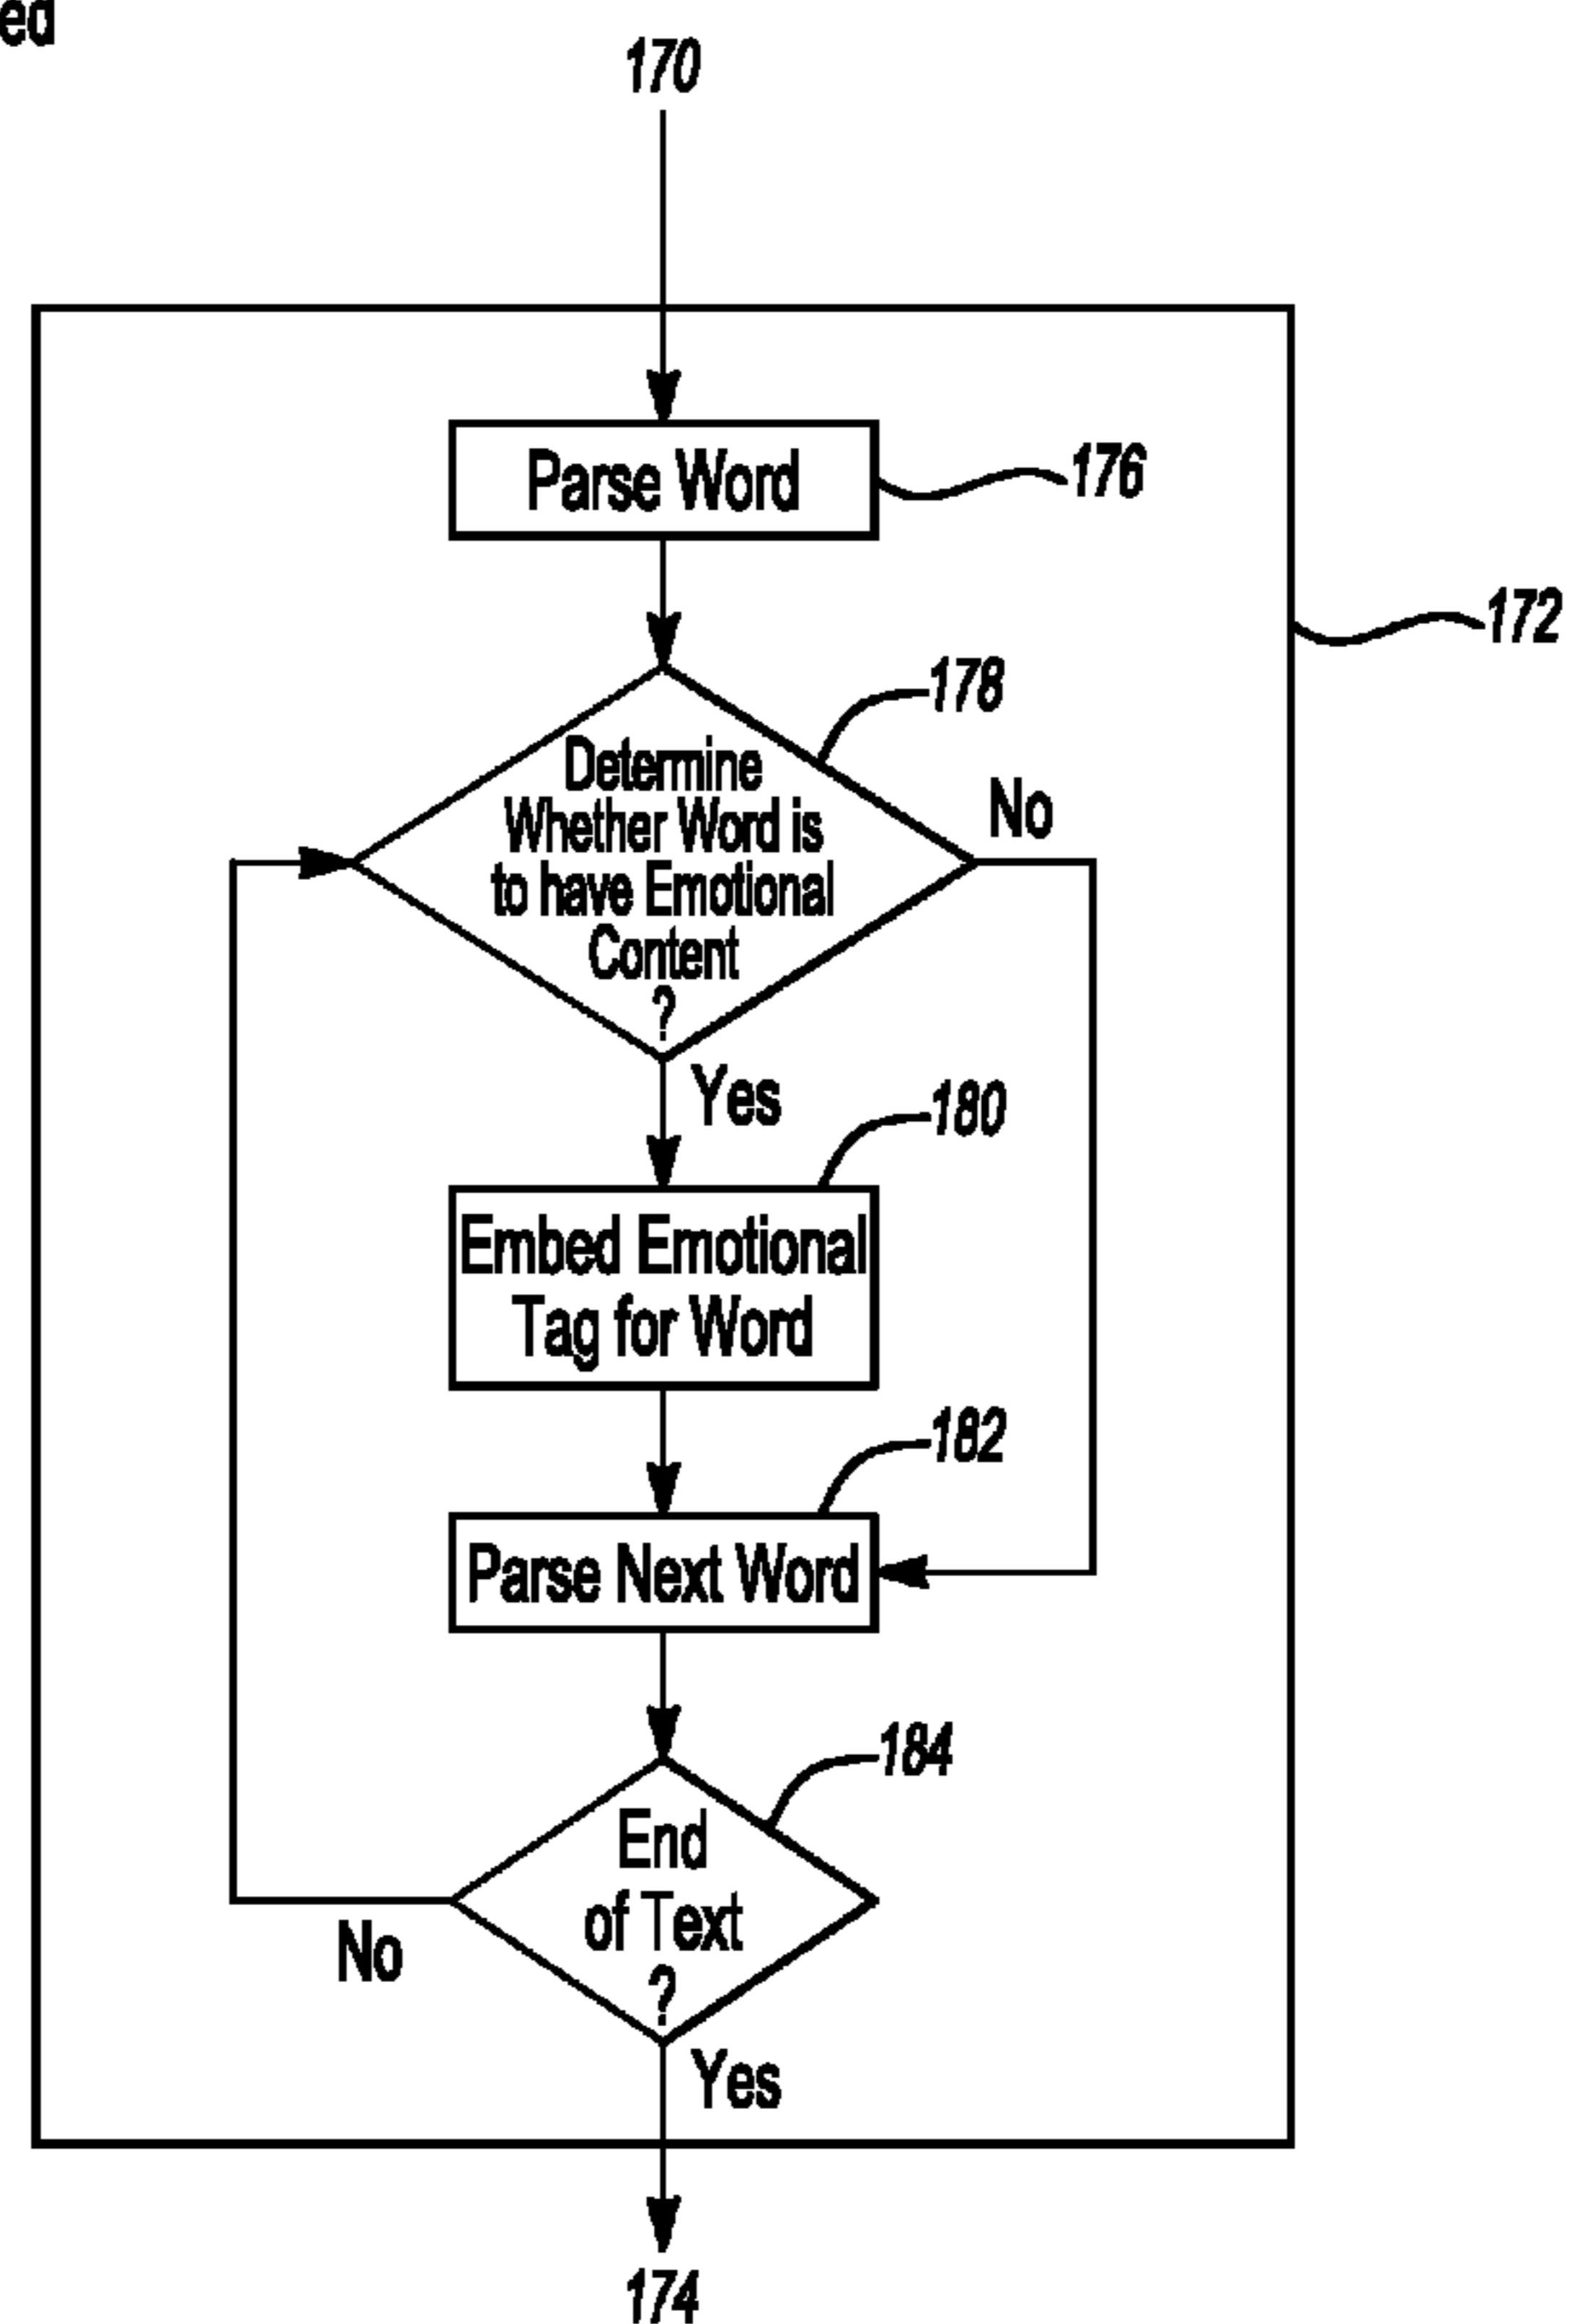 ed
170
Parse Word
176
172
178
Determine
Whether Word is
to have Emotional
Content
?
No
Yes
180
Embed Emotional
Tag for Word
182
Parse Next Word
184
End
of Text
?
No
Yes
174